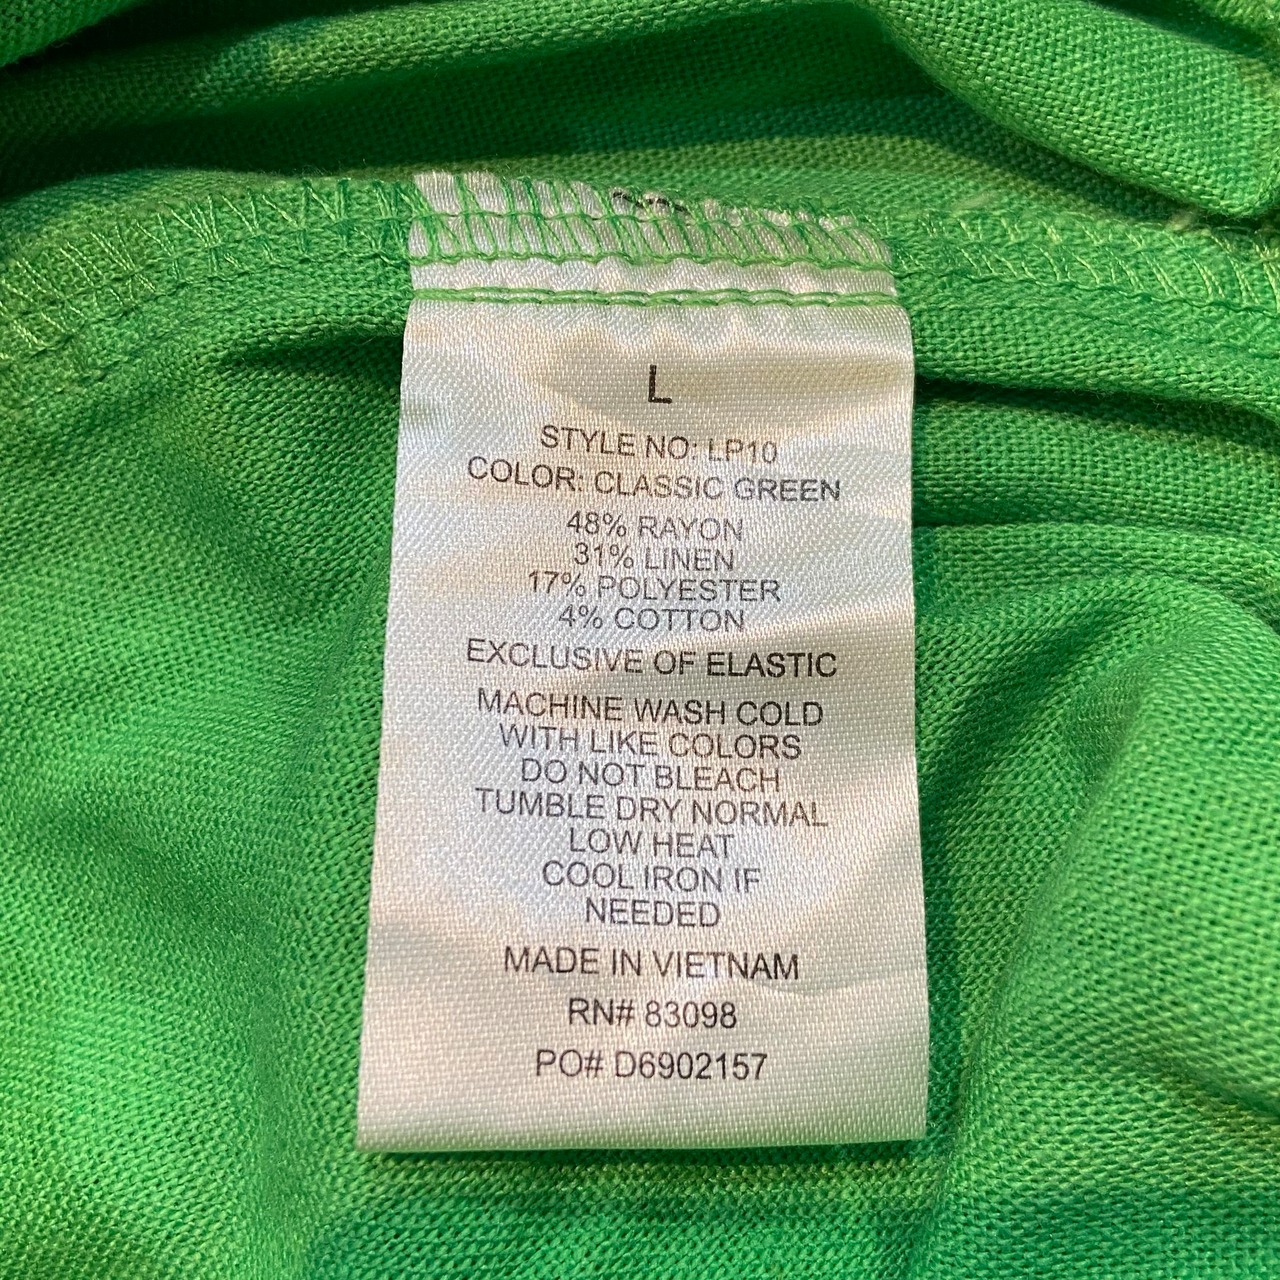 L
STYLE NO: LP10
COLOR: CLASSIC GREEN
48% RAYON
31% LINEN
17% POLYESTER
4% COTTON
EXCLUSIVE OF ELASTIC
MACHINE WASH COLD
WITH LIKE COLORS
DO NOT BLEACH
TUMBLE DRY NORMAL
LOW HEAT
COOL IRON IF
NEEDED
MADE IN VIETNAM
RN# 83098
PO# D6902157